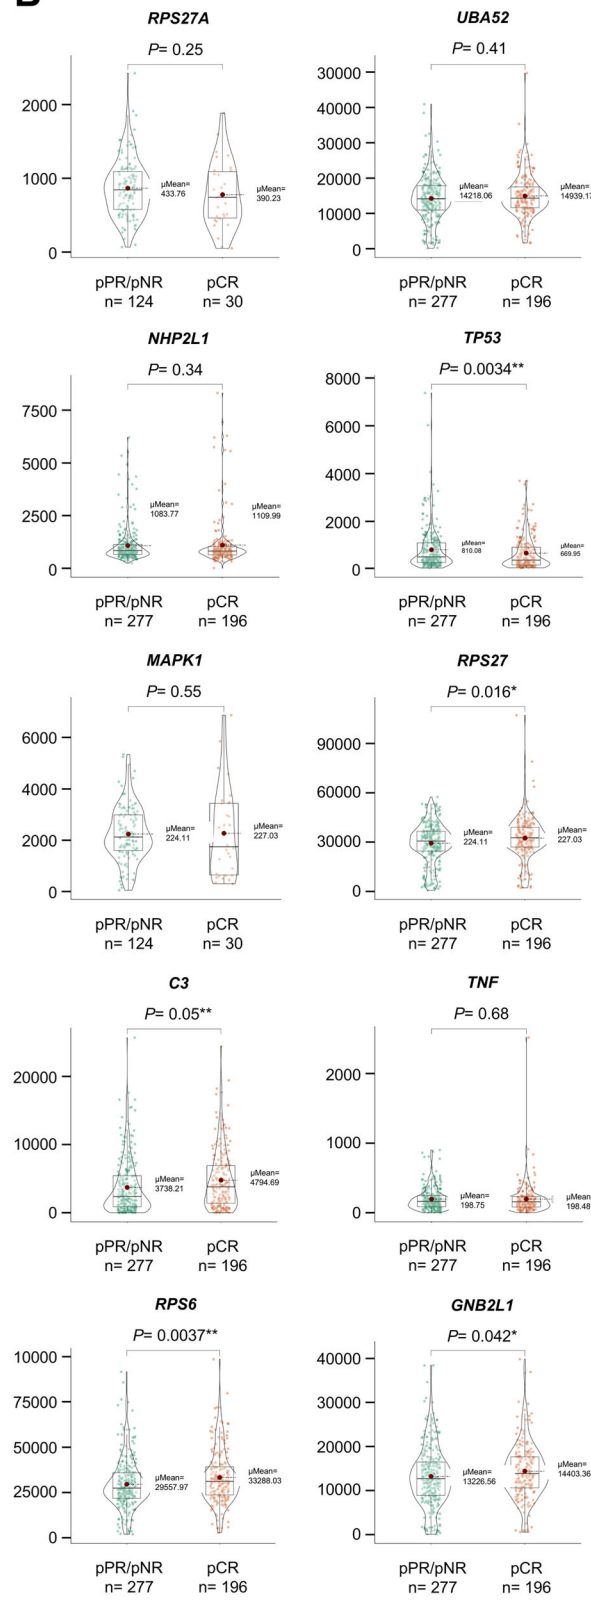 B
RPS27A
P= 0.25
2000
1000
0
μMean=
433.76
μMean=
390.23
pPR/pNR
n= 124
pCR
n= 30
UBA52
P= 0.41
30000
40000
30000
20000
10000
0
μMean=
14218.06
μMean=
14939.17
pPR/pNR
n= 277
pCR
n= 196
NHP2L1
P= 0.34
7500
5000
2500
0
μMean=
1083.77
μMean=
1109.99
pPR/pNR
n= 277
pCR
n= 196
TP53
P= 0.0034**
8000
6000
4000
2000
0
μMean=
810.08
μMean=
669.95
pPR/pNR
n= 277
pCR
n= 196
MAPK1
P= 0.55
6000
4000
2000
0
μMean=
224.11
μMean=
227.03
pPR/pNR
n= 124
pCR
n= 30
RPS27
P= 0.016*
90000
60000
30000
0
μMean=
224.11
μMean=
227.03
pPR/pNR
n= 277
pCR
n= 196
C3
P= 0.05**
20000
10000
0
μMean=
3738.21
μMean=
4794.69
pPR/pNR
n= 277
pCR
n= 196
TNF
P= 0.68
2000
1000
0
μMean=
198.75
μMean
198.48
pPR/pNR
n= 277
pCR
n= 196
RPS6
P= 0.0037**
10000
75000
50000
25000
0
μMean=
29557.97
μMean=
33288.03
pPR/pNR
n= 277
pCR
n= 196
GNB2L1
P= 0.042*
40000
30000
20000
10000
0
μMean=
13226.56
μMean=
14403.36
pPR/pNR
n= 277
pCR
n= 196